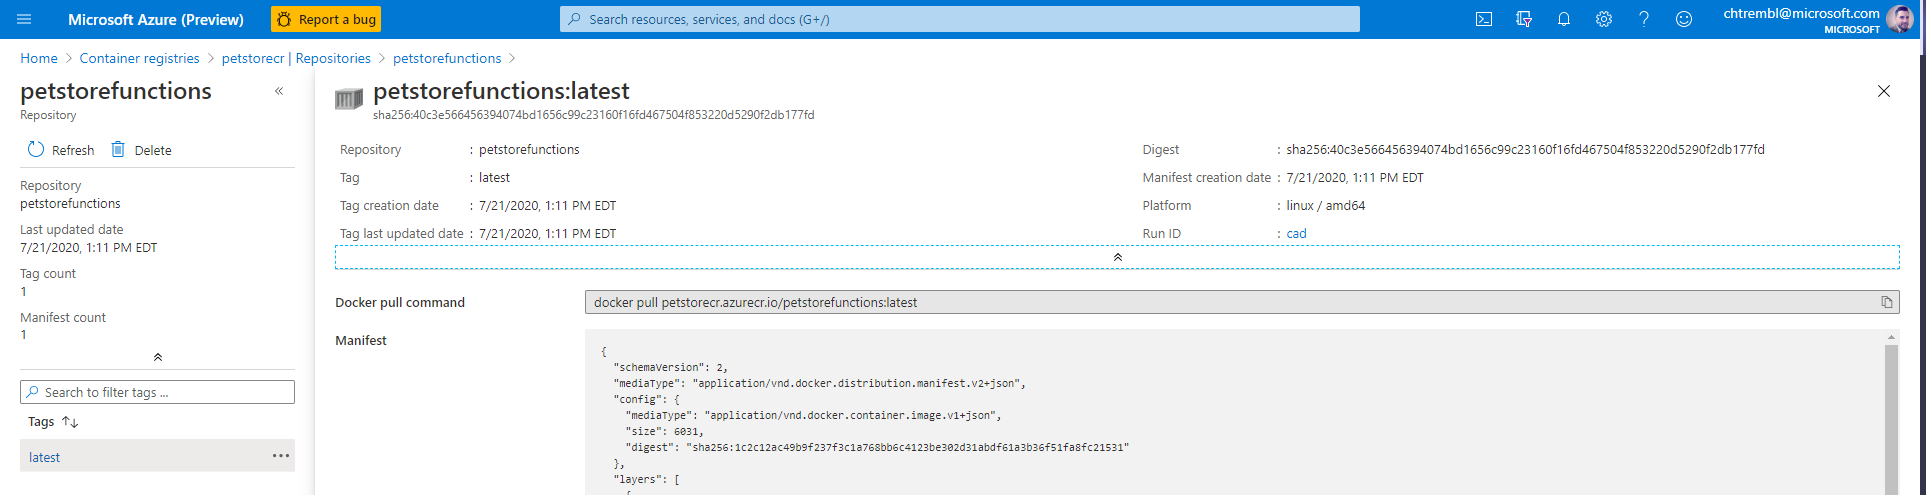 Microsoft Azure (Preview)
Report a bug
Search resources, services, and docs (G+/)
chtrembl@microsoft.com
MICROSOFT
Home > Container registries > petstorecr | Repositories > petstorefunctions >
petstorefunctions
Repository
Refresh
Delete
Repository
petstorefunctions
Last updated date
7/21/2020, 1:11 PM EDT
Tag count
1
Manifest count
1
Search to filter tags ...
Tags
latest
petstorefunctions:latest
sha256:40c3e566456394074bd1656c99c23160f16fd467504f853220d5290f2db177fd
Repository : petstorefunctions
Tag : latest
Tag creation date : 7/21/2020, 1:11 PM EDT
Tag last updated date : 7/21/2020, 1:11 PM EDT
Digest : sha256:40c3e566456394074bd1656c99c23160f16fd467504f853220d5290f2db177fd
Manifest creation date : 7/21/2020, 1:11 PM EDT
Platform : linux / amd64
Run ID : cad
Docker pull command
docker pull petstorecr.azurecr.io/petstorefunctions:latest
Manifest
{
"schemaVersion": 2,
"mediaType": "application/vnd.docker.distribution.manifest.v2+json",
"config": {
"mediaType": "application/vnd.docker.container.image.v1+json",
"size": 6031,
"digest": "sha256:1c2c12ac49b9f237f3c1a768bb6c4123be302d31abdf61a3b36f51fa8fc21531"
},
"layers": [
{